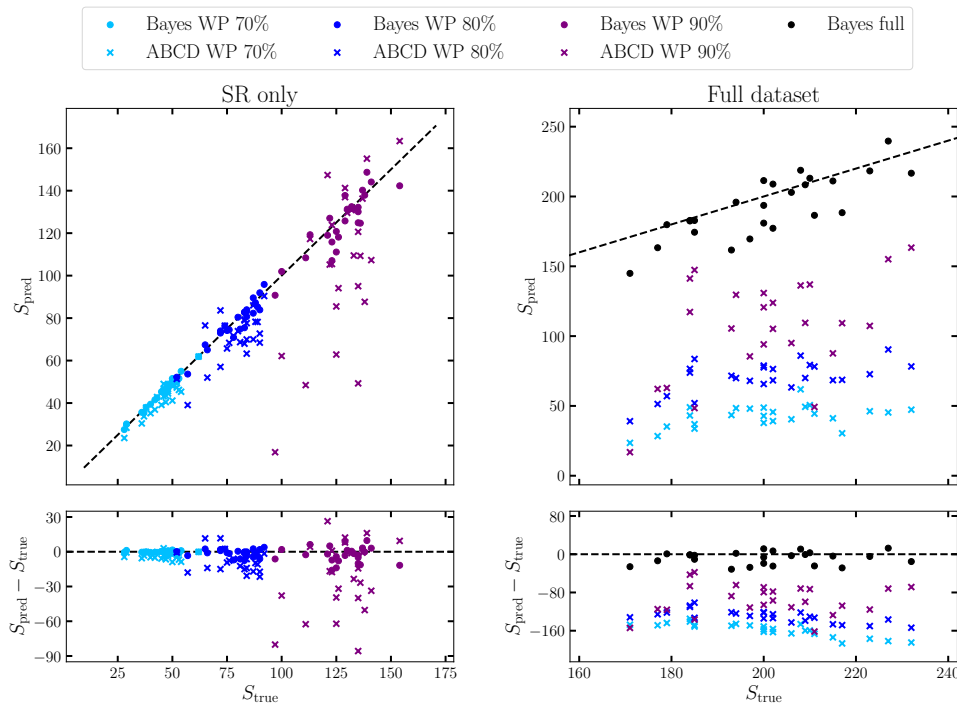 Bayes WP 70% Bayes WP 80% Bayes WP 90% Bayes full
ABCD WP 70% ABCD WP 80% ABCD WP 90%
SR only
Full dataset
S_pred
160
140
120
100
80
60
40
20
S_pred
250
200
150
100
50
0
S_pred − S_true
30
0
−30
−60
−90
25 50 75 100 125 150 175
S_true
S_pred − S_true
80
0
−80
−160
160 180 200 220 240
S_true